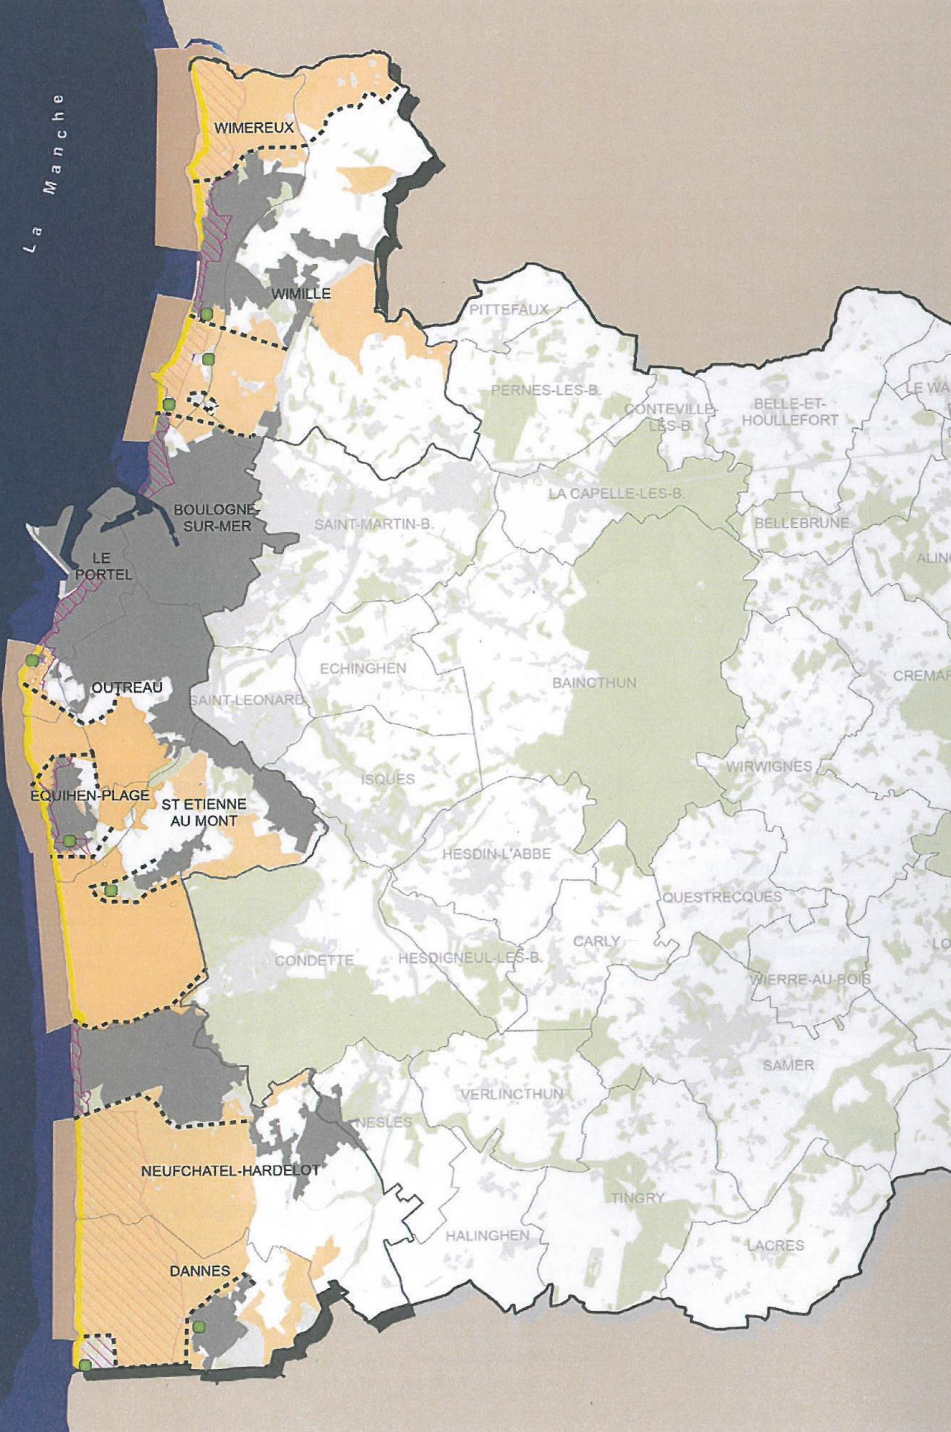 La Manche
WIMEREUX
WIMILLE
PITTEFAUX
PERNES-LES-B.
CONTEVILLE-
LES-B.
BELLE-ET-
HOULLEFORT
LE WA
BOULOGNE-
SUR-MER
SAINT-MARTIN-B.
LA CAPELLE-LES-B.
BELLEBRUNE
LE
PORTEL
ALIN
OUTREAU
SAINT-LEONARD
ECHINGHEN
BAINCTHUN
CREMAR
EQUIHEN-PLAGE
ST ETIENNE
AU MONT
ISQUES
WIRWIGNES
HESDIN-L'ABBE
QUESTRECQUES
CONDETTE
HESDIGNEUL-LES-B.
CARLY
LO
WIERRE-AU-BOIS
SAMER
VERLINCTHUN
NESLES
NEUFCHATEL-HARDELOT
TINGRY
HALINGHEN
LACRES
DANNES